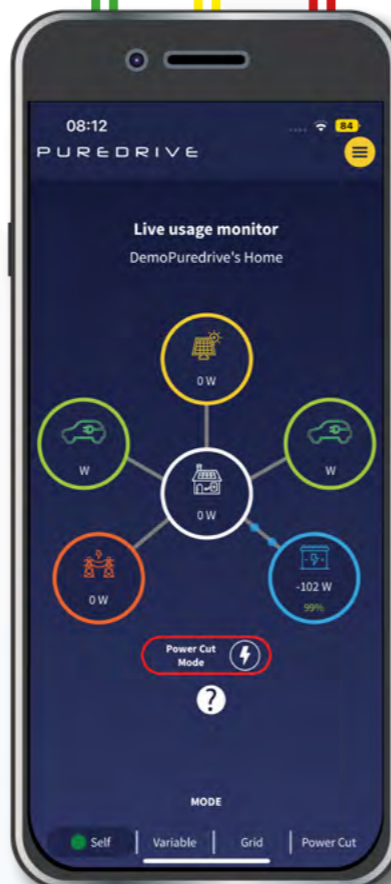 08:12
84
PUREDRIVE
Live usage monitor
DemoPuredrive's Home
0 W
W
W
0 W
0 W
-102 W
99%
Power Cut
Mode
?
MODE
Self | Variable | Grid | Power Cut